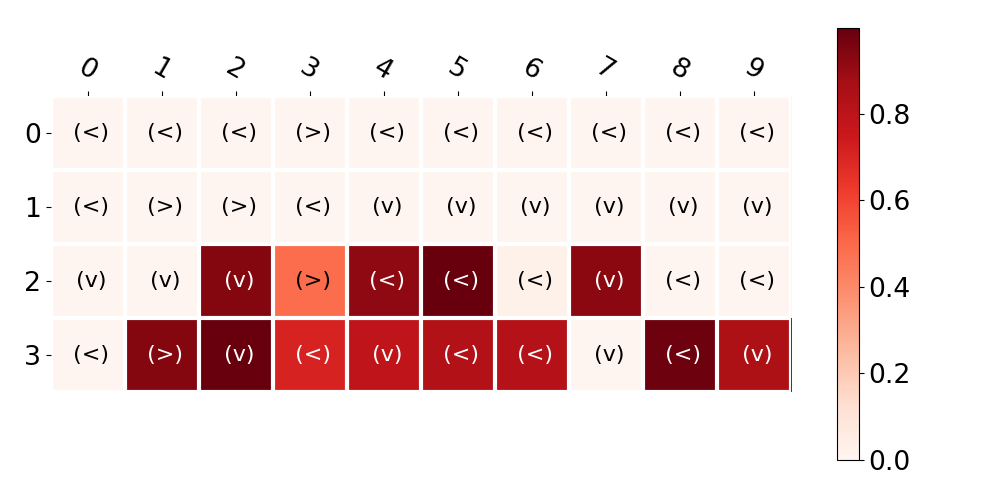 0 1 2 3 4 5 6 7 8 9
0 (<) (<) (<) (>) (<) (<) (<) (<) (<) (<)
1 (<) (>) (>) (<) (v) (v) (v) (v) (v) (v)
2 (v) (v) (v) (>) (<) (<) (<) (v) (<) (<)
3 (<) (>) (v) (<) (v) (<) (<) (v) (<) (v)
0.8
0.6
0.4
0.2
0.0